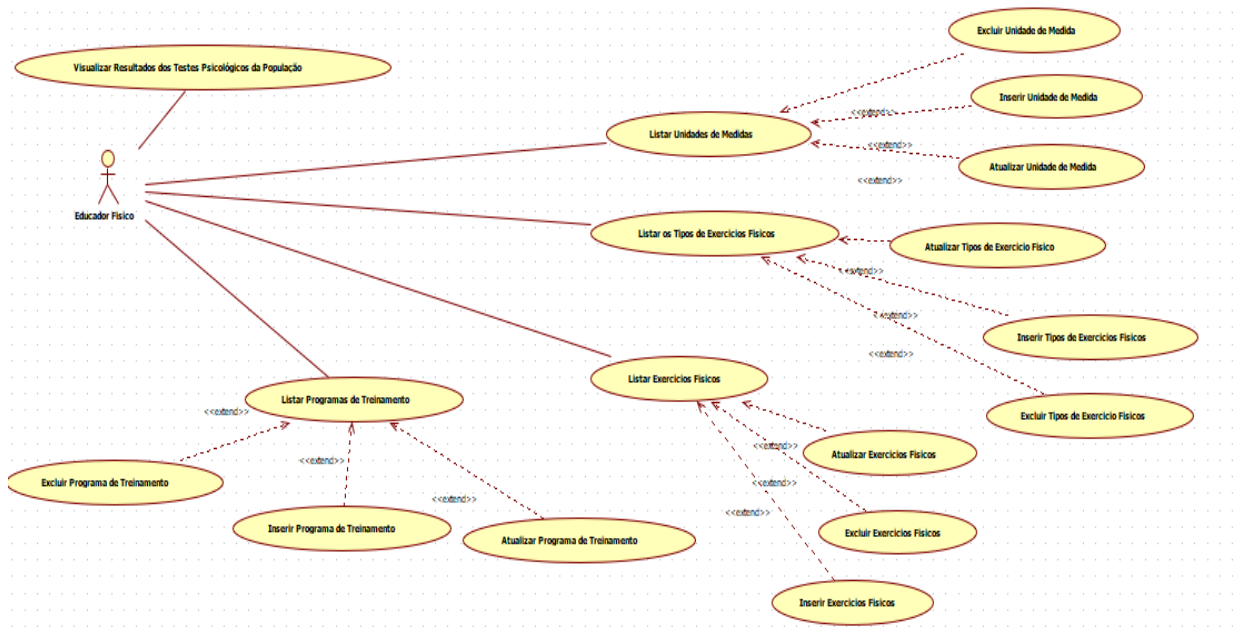 Excluir Unidade de Medida
Visualizar Resultados dos Testes Psicológicos da População
Inserir Unidade de Medida
<<extend>>
Listar Unidades de Medidas
<<extend>>
Atualizar Unidade de Medida
<<extend>>
Educador Fisico
Listar os Tipos de Exercicios Fisicos
Atualizar Tipos de Exercicio Fisico
<<extend>>
<<extend>>
Inserir Tipos de Exercicios Fisicos
<<extend>>
Listar Exercicios Fisicos
Listar Programas de Treinamento
<<extend>>
Excluir Tipos de Exercicio Fisicos
<<extend>>
Atualizar Exercicios Fisicos
<<extend>>
Excluir Programa de Treinamento
<<extend>>
<<extend>>
<<extend>>
Inserir Programa de Treinamento
Excluir Exercicios Fisicos
Atualizar Programa de Treinamento
Inserir Exercicios Fisicos